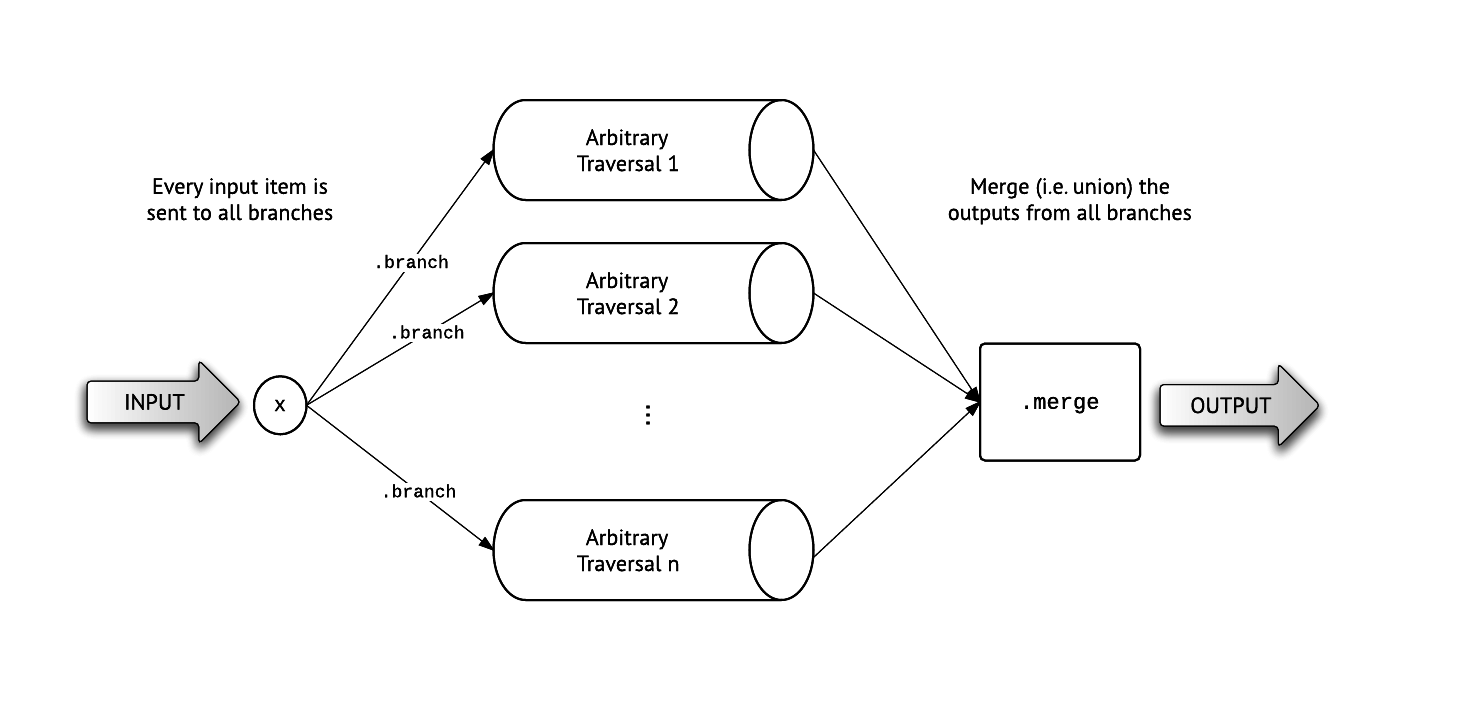 Every input item is
sent to all branches
INPUT
x
.branch
.branch
.branch
Arbitrary
Traversal 1
Arbitrary
Traversal 2
⋮
Arbitrary
Traversal n
Merge (i.e. union) the
outputs from all branches
.merge
OUTPUT